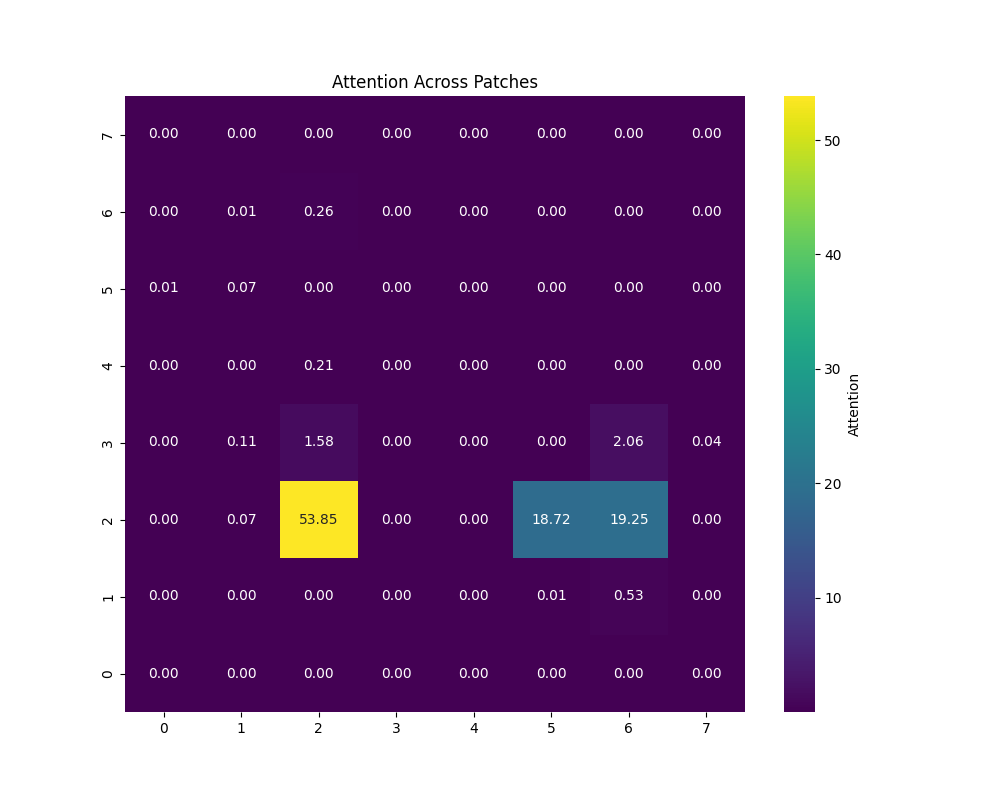 Attention Across Patches
7 0.00 0.00 0.00 0.00 0.00 0.00 0.00 0.00
6 0.00 0.01 0.26 0.00 0.00 0.00 0.00 0.00
5 0.01 0.07 0.00 0.00 0.00 0.00 0.00 0.00
4 0.00 0.00 0.21 0.00 0.00 0.00 0.00 0.00
3 0.00 0.11 1.58 0.00 0.00 0.00 2.06 0.04
2 0.00 0.07 53.85 0.00 0.00 18.72 19.25 0.00
1 0.00 0.00 0.00 0.00 0.00 0.01 0.53 0.00
0 0.00 0.00 0.00 0.00 0.00 0.00 0.00 0.00
0 1 2 3 4 5 6 7
50
40
30
20
10
Attention